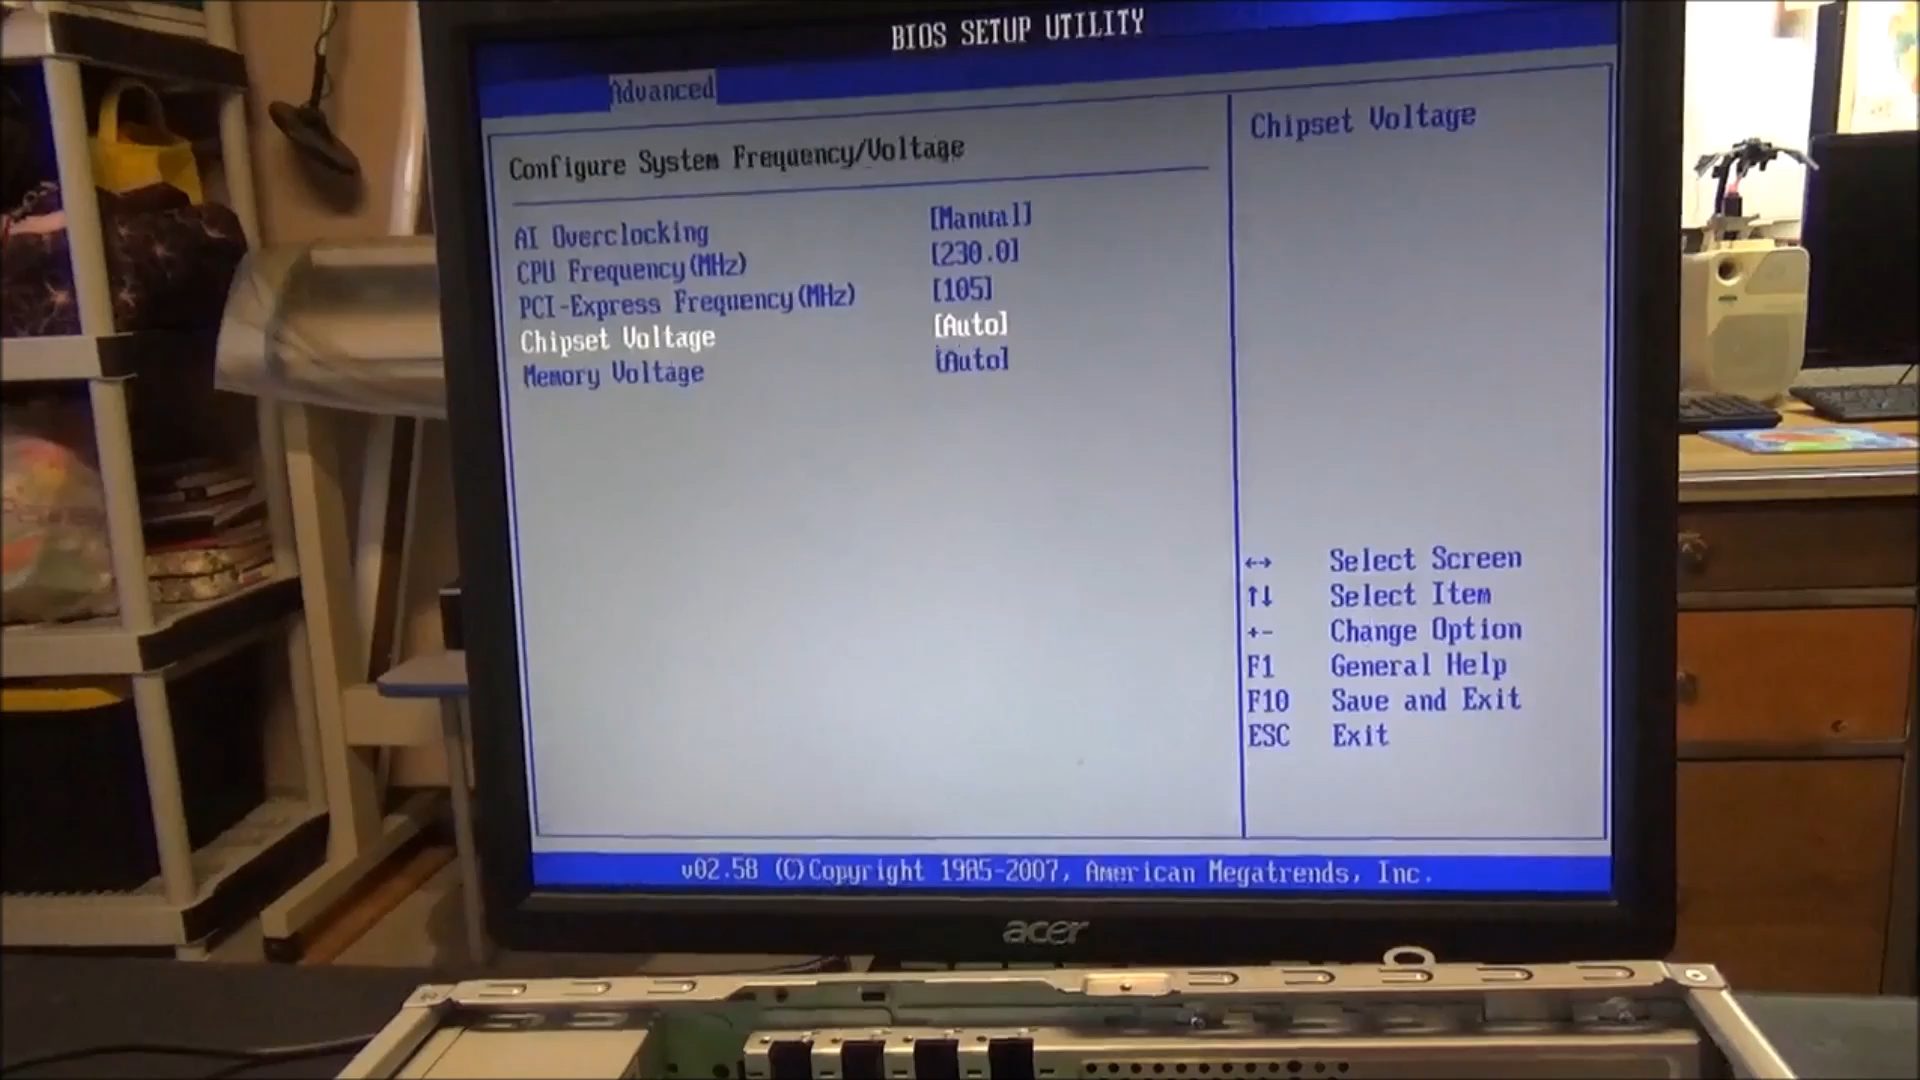 BIOS SETUP UTILITY
Advanced
Configure System Frequency/Voltage
AI Overclocking [Manual]
CPU Frequency(MHz) [230.0]
PCI-Express Frequency(MHz) [105]
Chipset Voltage [Auto]
Memory Voltage [Auto]
Chipset Voltage
←→ Select Screen
↑↓ Select Item
+- Change Option
F1 General Help
F10 Save and Exit
ESC Exit
v02.58 (C)Copyright 1985-2007, American Megatrends, Inc.
acer